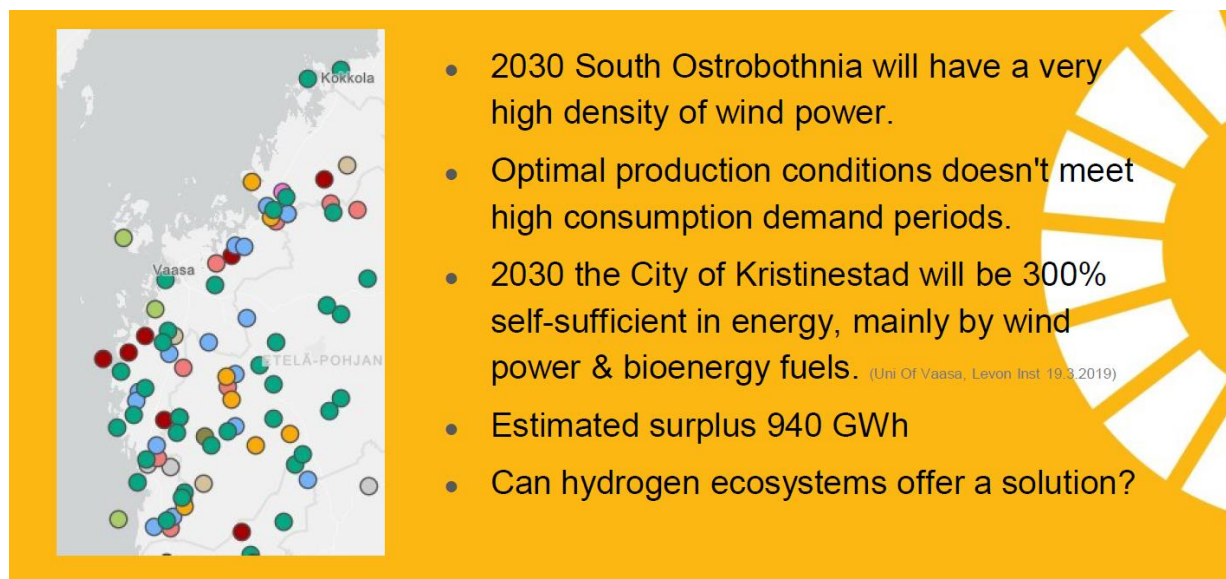 Kokkola
Vaasa
ETELÄ-POHJAN
• 2030 South Ostrobothnia will have a very
high density of wind power.
• Optimal production conditions doesn't meet
high consumption demand periods.
• 2030 the City of Kristinestad will be 300%
self-sufficient in energy, mainly by wind
power & bioenergy fuels. (Uni Of Vaasa, Levon Inst 19.3.2019)
• Estimated surplus 940 GWh
• Can hydrogen ecosystems offer a solution?